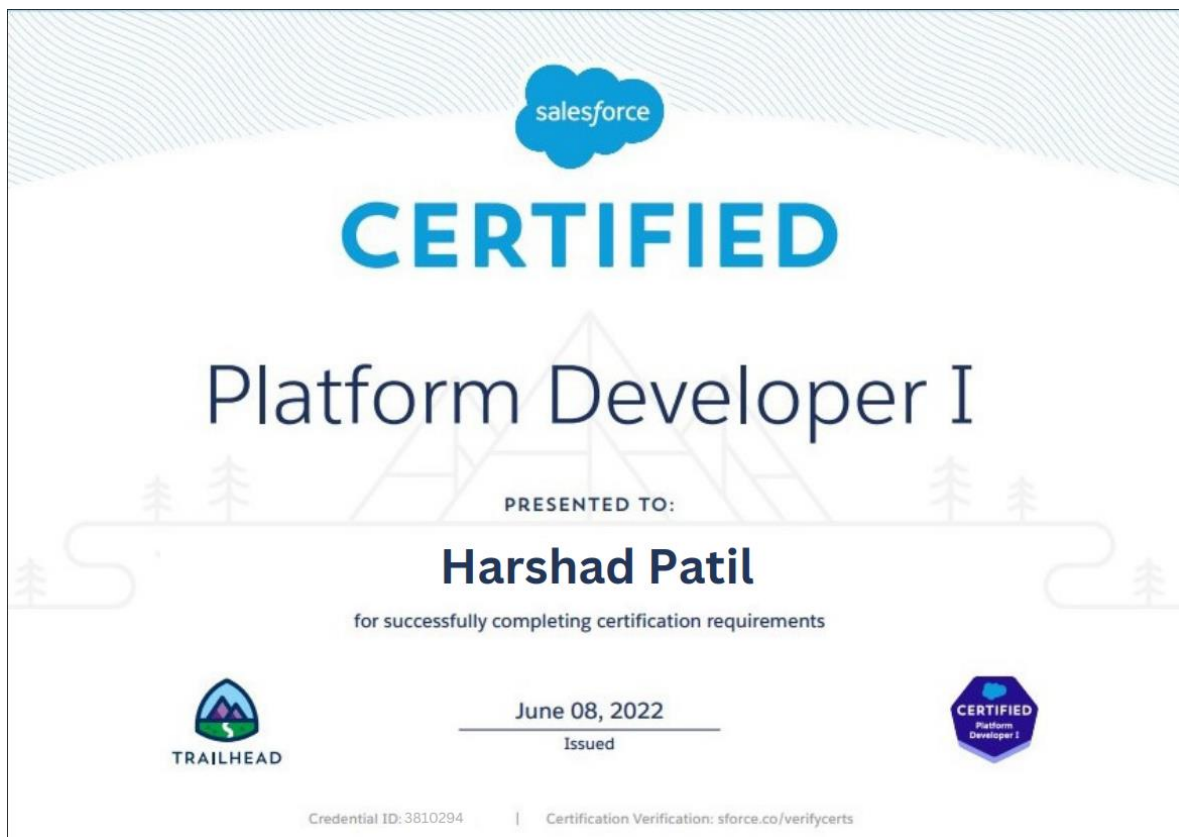 salesforce
CERTIFIED
Platform Developer I
PRESENTED TO:
Harshad Patil
for successfully completing certification requirements
TRAILHEAD
June 08, 2022
Issued
CERTIFIED
Platform
Developer I
Credential ID: 3810294 | Certification Verification: sforce.co/verifycerts